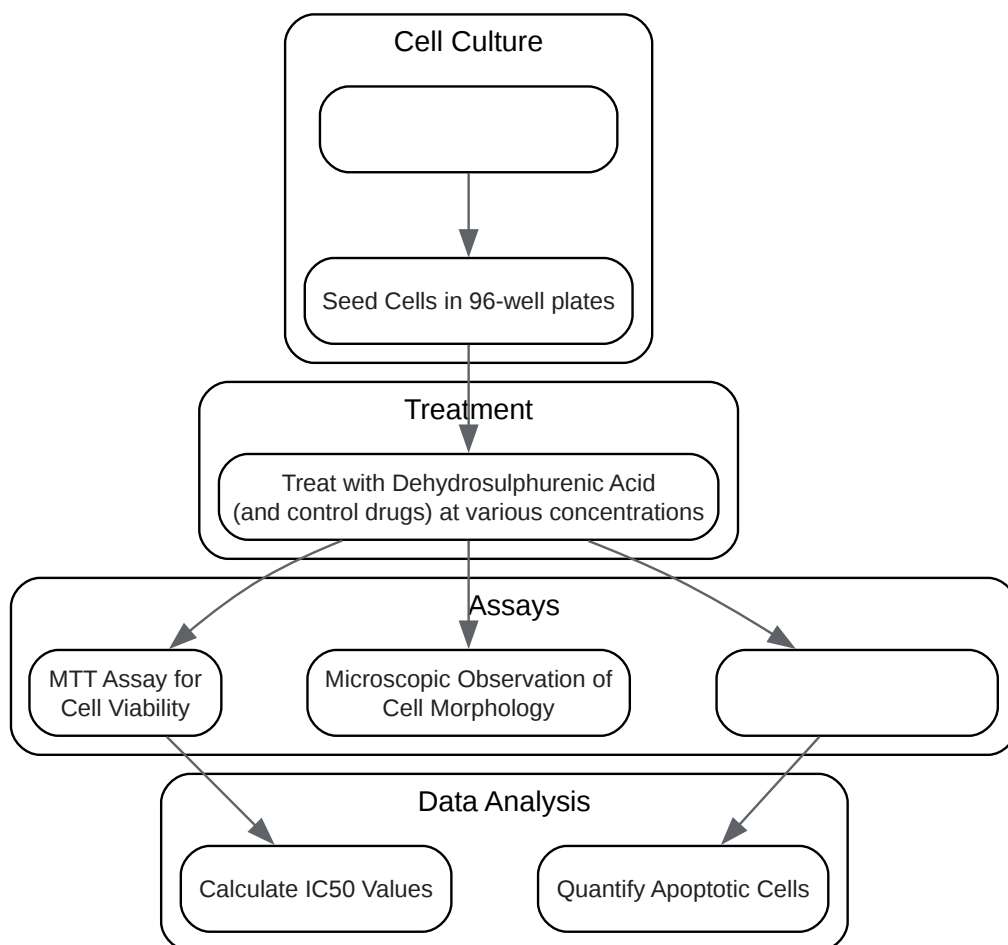 Cell Culture
Seed Cells in 96-well plates
Treatment
Treat with Dehydrosulphurenic Acid
(and control drugs) at various concentrations
Assays
MTT Assay for
Cell Viability
Microscopic Observation of
Cell Morphology
Data Analysis
Calculate IC50 Values
Quantify Apoptotic Cells